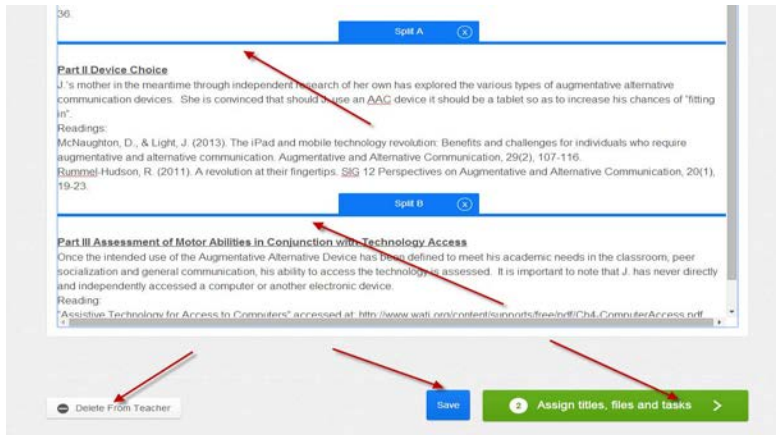 36.
Split A x
Part II Device Choice
J.'s mother in the meantime through independent research of her own has explored the various types of augmentative alternative
communication devices. She is convinced that should J. use an AAC device it should be a tablet so as to increase his chances of "fitting
in".
Readings:
McNaughton, D., & Light, J. (2013). The iPad and mobile technology revolution: Benefits and challenges for individuals who require
augmentative and alternative communication. Augmentative and Alternative Communication, 29(2), 107-116.
Rummel-Hudson, R. (2011). A revolution at their fingertips. SIG 12 Perspectives on Augmentative and Alternative Communication, 20(1),
19-23.
Split B x
Part III Assessment of Motor Abilities in Conjunction with Technology Access
Once the intended use of the Augmentative Alternative Device has been defined to meet his academic needs in the classroom, peer
socialization and general communication, his ability to access the technology is assessed. It is important to note that J. has never directly
and independently accessed a computer or another electronic device.
Reading:
"Assistive Technology for Access to Computers" accessed at: http://www.wati.org/content/supports/free/pdf/Ch4-ComputerAccess.pdf
Delete From Teacher
Save
2 Assign titles, files and tasks >